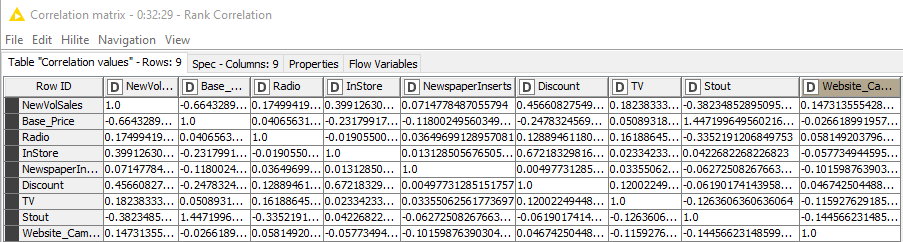 Correlation matrix - 0:32:29 - Rank Correlation
File Edit Hilite Navigation View
Table "Correlation values" - Rows: 9 Spec - Columns: 9 Properties Flow Variables
Row ID D NewVol... D Base_... D Radio D InStore D NewspaperInserts D Discount D TV D Stout D Website_Ca...
NewVolSales 1.0 -0.6643289... 0.17499419... 0.39912630... 0.0714778487055794 0.45660827549... 0.18238333... -0.38234852895095... 0.147313555428...
Base_Price -0.6643289... 1.0 0.04065631... -0.23179917... -0.11800249560349... -0.2478324569... 0.05089318... 1.447199649560216... -0.026618991957...
Radio 0.17499419... 0.0406563... 1.0 -0.01905500... 0.03649699128957081 0.12889461180... 0.16188645... -0.3352191206849753 0.058149203796...
InStore 0.39912630... -0.2317991... -0.0190550... 1.0 0.013128505676505... 0.67218329816... 0.02334233... 0.0422682268226823 -0.057734944595...
NewspaperIn... 0.07147784... -0.1180024... 0.03649699... 0.01312850... 1.0 0.00497731285... 0.03355062... -0.06272508267663... -0.101598763903...
Discount 0.45660827... -0.2478324... 0.12889461... 0.67218329... 0.00497731285151757 1.0 0.12002249... -0.06190174143958... 0.046742504488...
TV 0.18238333... 0.0508931... 0.16188645... 0.02334233... 0.03355062561773697 0.12002249448... 1.0 -0.1263606360636064 -0.115927629185...
Stout -0.3823485... 1.4471996... -0.3352191... 0.04226822... -0.06272508267663... -0.0619017414... -0.1263606... 1.0 -0.144566231485...
Website_Cam... 0.14731355... -0.0266189... 0.05814920... -0.05773494... -0.10159876390304... 0.04674250448... -0.1159276... -0.14456623148599... 1.0